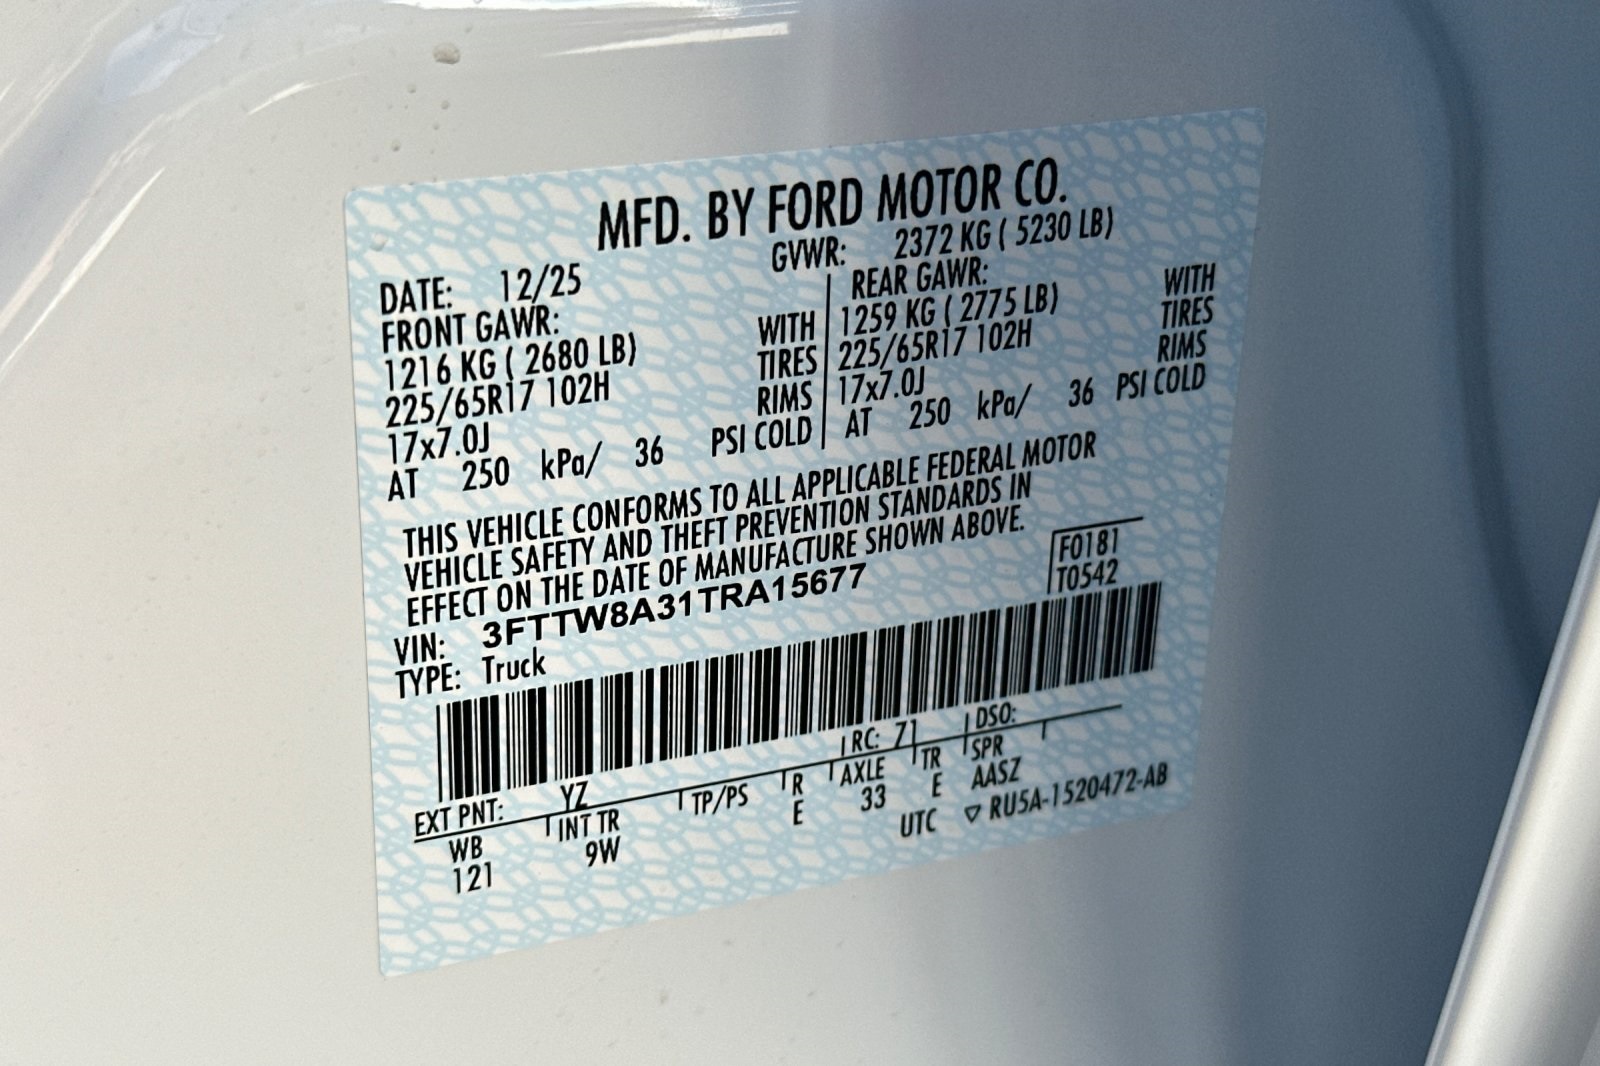 MFD. BY FORD MOTOR CO.
DATE: 12/25 GVWR: 2372 KG ( 5230 LB)
FRONT GAWR: REAR GAWR:
1216 KG ( 2680 LB) WITH 1259 KG ( 2775 LB) WITH
225/65R17 102H TIRES 225/65R17 102H TIRES
17x7.0J RIMS 17x7.0J RIMS
AT 250 kPa/ 36 PSI COLD AT 250 kPa/ 36 PSI COLD
THIS VEHICLE CONFORMS TO ALL APPLICABLE FEDERAL MOTOR
VEHICLE SAFETY AND THEFT PREVENTION STANDARDS IN
EFFECT ON THE DATE OF MANUFACTURE SHOWN ABOVE.
F0181
VIN: 3FTTW8A31TRA15677 T0542
TYPE: Truck
EXT PNT: YZ RC: 71 DSO:
WB INT TR TP/PS R AXLE TR SPR
121 9W E 33 E AASZ
UTC ▽ RU5A-1520472-AB